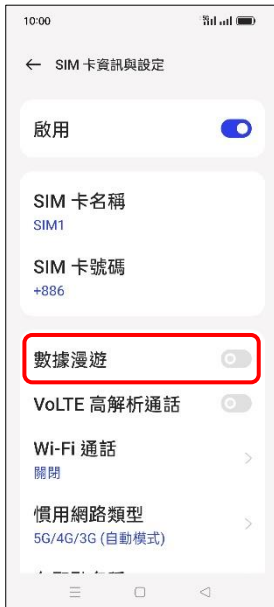 10:00
5G
← SIM 卡資訊與設定
啟用
SIM 卡名稱
SIM1
SIM 卡號碼
+886
數據漫遊
VoLTE 高解析通話
Wi-Fi 通話
關閉
慣用網路類型
5G/4G/3G (自動模式)